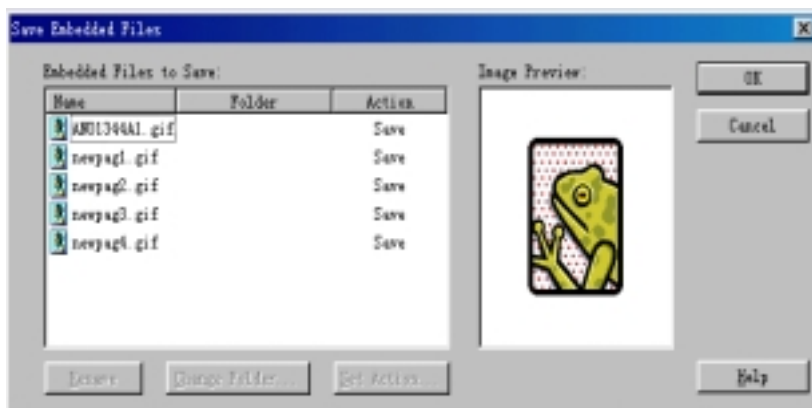 Save Embedded Files
Embedded Files to Save:
Image Preview:
OK
Name Folder Action
AN01344A1.gif Save
Cancel
newpag1.gif Save
newpag2.gif Save
newpag3.gif Save
newpag4.gif Save
Rename Change Folder... Set Action... Help